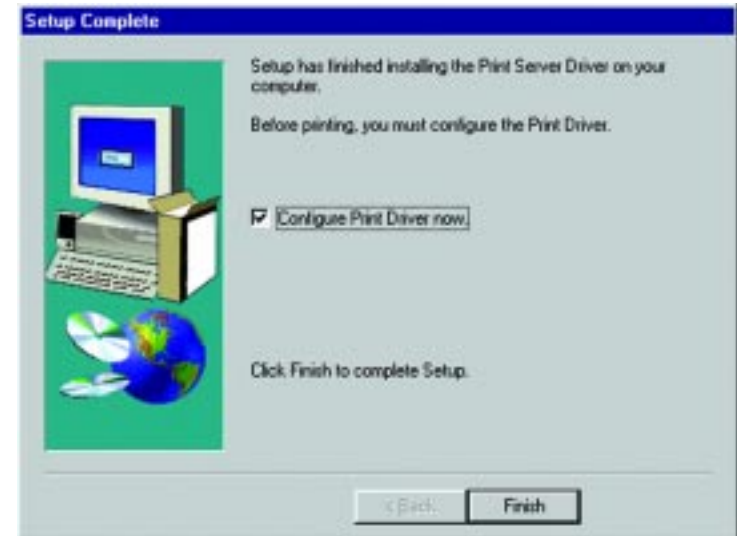 Setup Complete
Setup has finished installing the Print Server Driver on your
computer.
Before printing, you must configure the Print Driver.
Configure Print Driver now.
Click Finish to complete Setup.
< Back
Finish